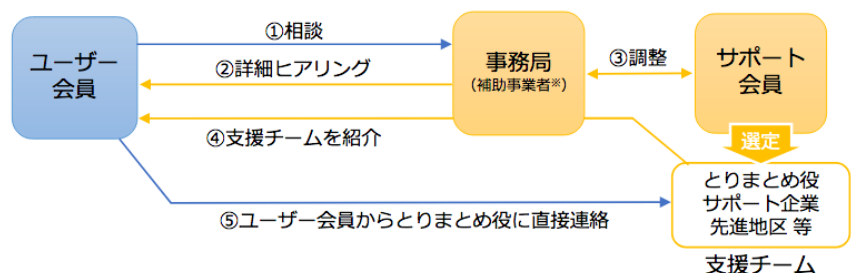 ①相談
ユーザー
会員
②詳細ヒアリング
事務局
(補助事業者※)
③調整
サポート
会員
④支援チームを紹介
選定
とりまとめ役
サポート企業
先進地区 等
⑤ユーザー会員からとりまとめ役に直接連絡
支援チーム